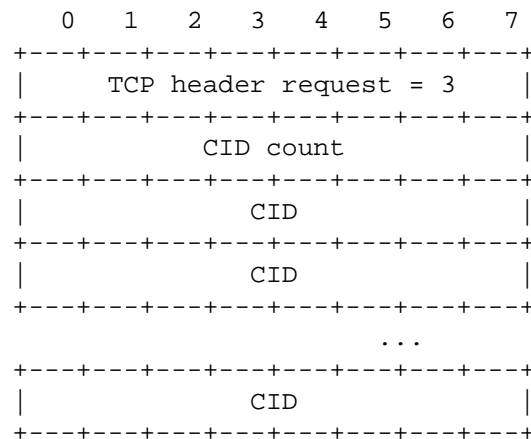 0   1   2   3   4   5   6   7
+---+---+---+---+---+---+---+---+
|     TCP header request = 3    |
+---+---+---+---+---+---+---+---+
|           CID count           |
+---+---+---+---+---+---+---+---+
|              CID              |
+---+---+---+---+---+---+---+---+
|              CID              |
+---+---+---+---+---+---+---+---+
                      ...
+---+---+---+---+---+---+---+---+
|              CID              |
+---+---+---+---+---+---+---+---+